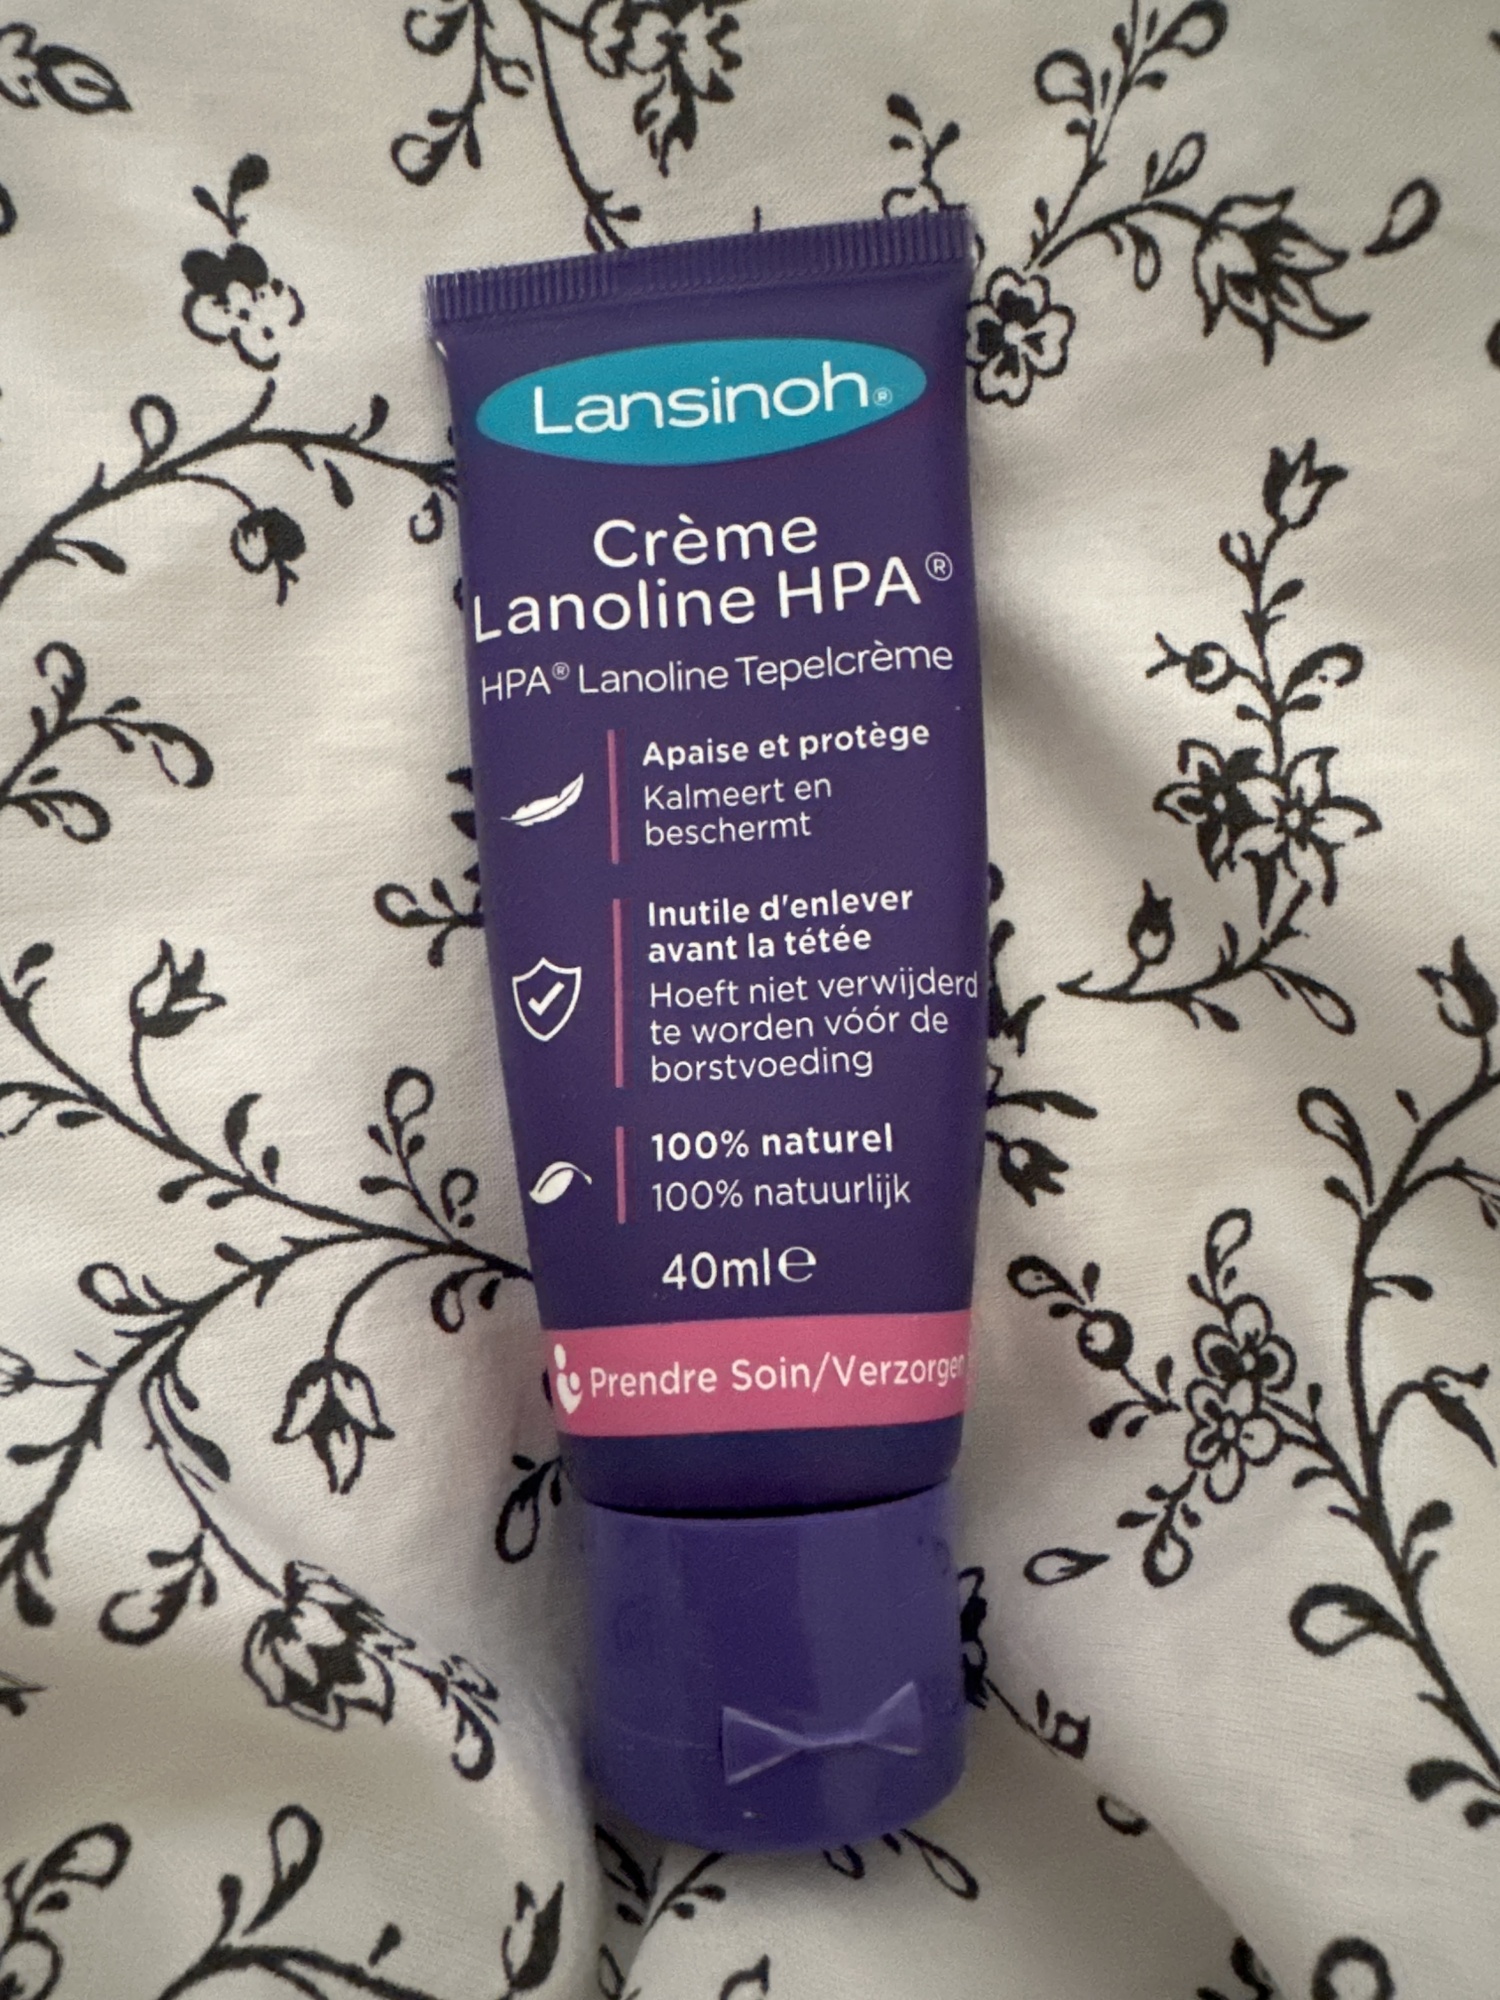 Lansinoh®
Crème
Lanoline HPA®
HPA® Lanoline Tepelcrème
Apaise et protège
Kalmeert en
beschermt
Inutile d'enlever
avant la tétée
Hoeft niet verwijderd
te worden vóór de
borstvoeding
100% naturel
100% natuurlijk
40ml℮
Prendre Soin/Verzorgen